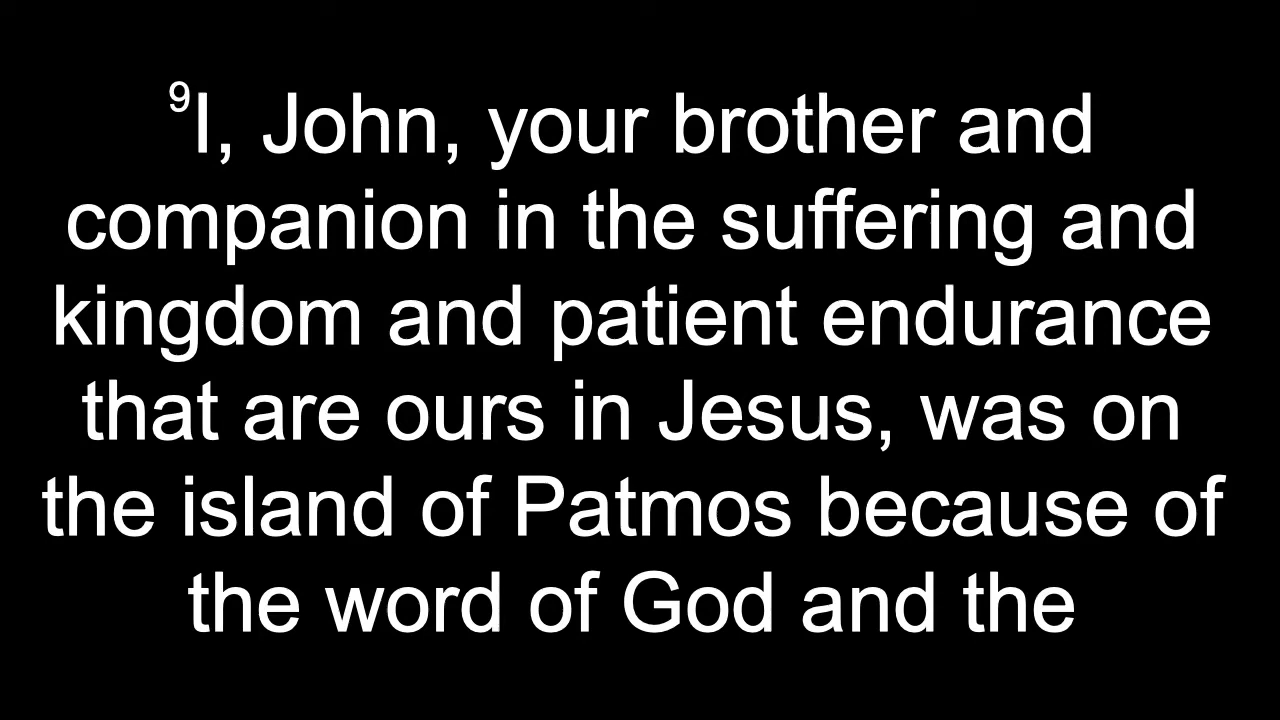 ⁹I, John, your brother and
companion in the suffering and
kingdom and patient endurance
that are ours in Jesus, was on
the island of Patmos because of
the word of God and the